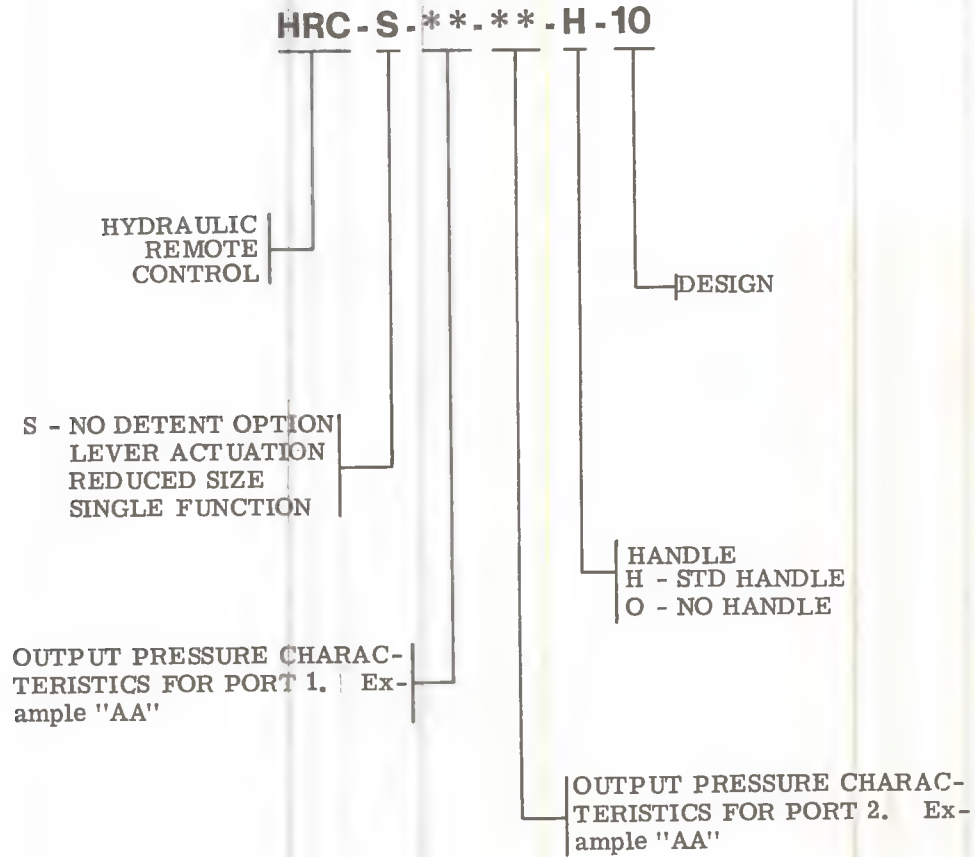 HRC-S-**-**-H-10
HYDRAULIC
REMOTE
CONTROL
DESIGN
S - NO DETENT OPTION
LEVER ACTUATION
REDUCED SIZE
SINGLE FUNCTION
HANDLE
H - STD HANDLE
O - NO HANDLE
OUTPUT PRESSURE CHARAC-
TERISTICS FOR PORT 1. Ex-
ample "AA"
OUTPUT PRESSURE CHARAC-
TERISTICS FOR PORT 2. Ex-
ample "AA"